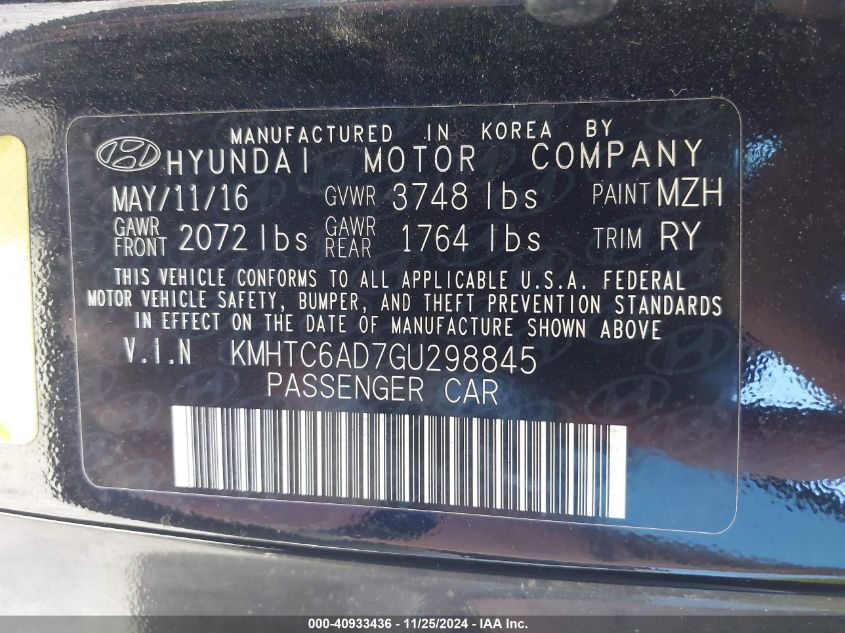 MANUFACTURED IN KOREA BY
HYUNDAI MOTOR COMPANY
MAY/11/16 GVWR 3748 lbs PAINT MZH
GAWR FRONT 2072 lbs GAWR REAR 1764 lbs TRIM RY
THIS VEHICLE CONFORMS TO ALL APPLICABLE U.S.A. FEDERAL
MOTOR VEHICLE SAFETY, BUMPER, AND THEFT PREVENTION STANDARDS
IN EFFECT ON THE DATE OF MANUFACTURE SHOWN ABOVE
V.I.N KMHTC6AD7GU298845
PASSENGER CAR
000-40933436 - 11/25/2024 - IAA Inc.